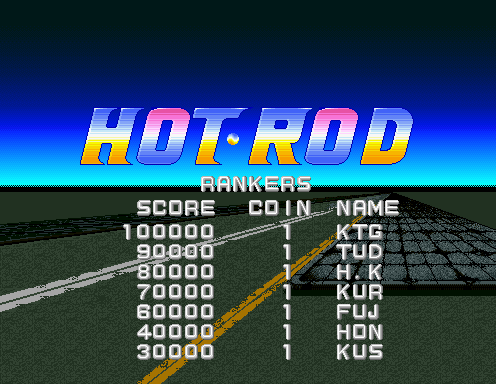 HOT·ROD
RANKERS
SCORE COIN NAME
100000 1 KTG
90000 1 TUD
80000 1 H.K
70000 1 KUR
60000 1 FUJ
40000 1 HON
30000 1 KUS